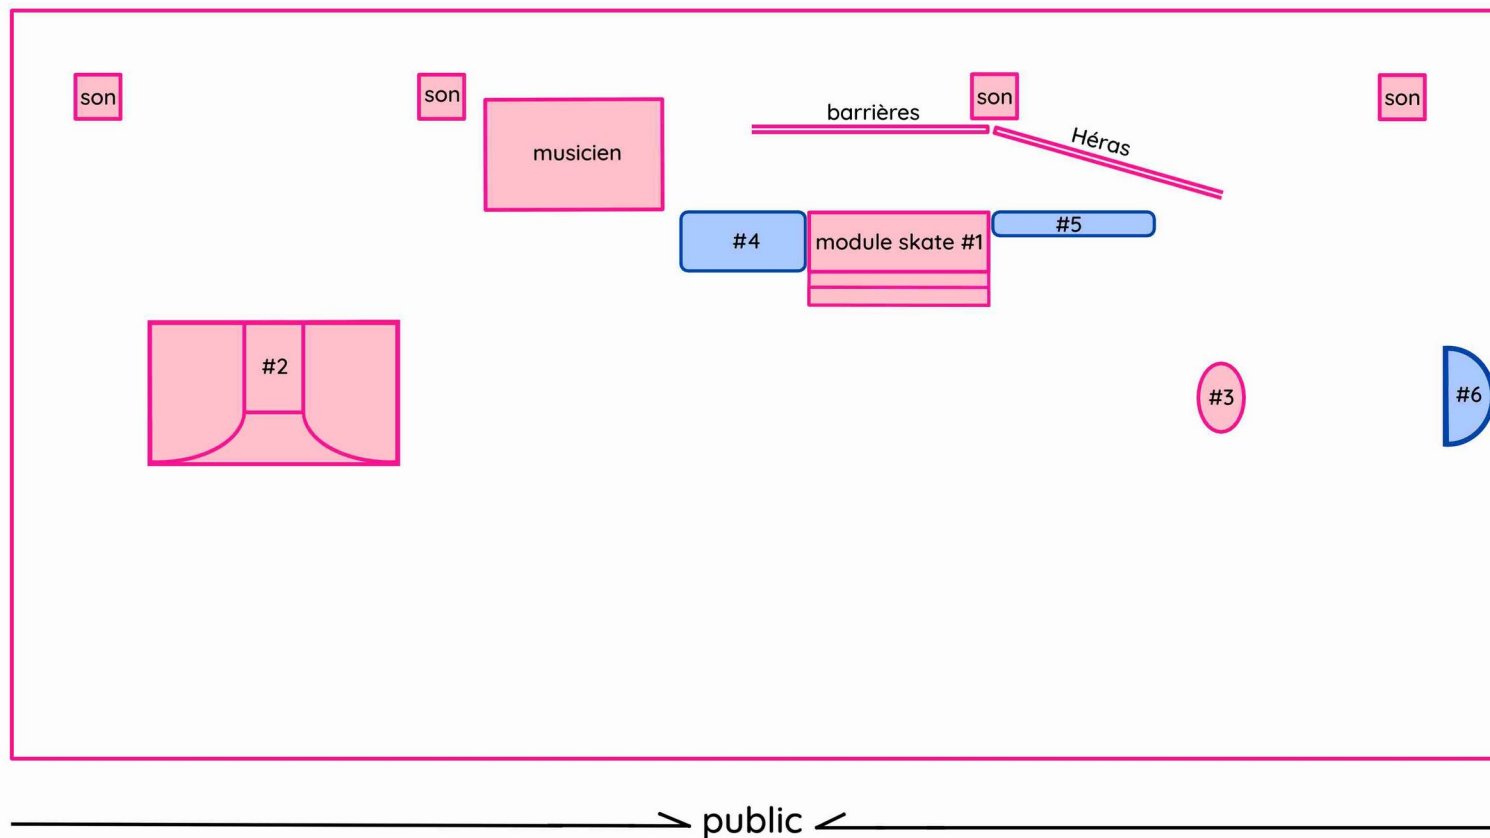 son
son
son
son
barrières
Héras
musicien
#4
module skate #1
#5
#2
#3
#6
public